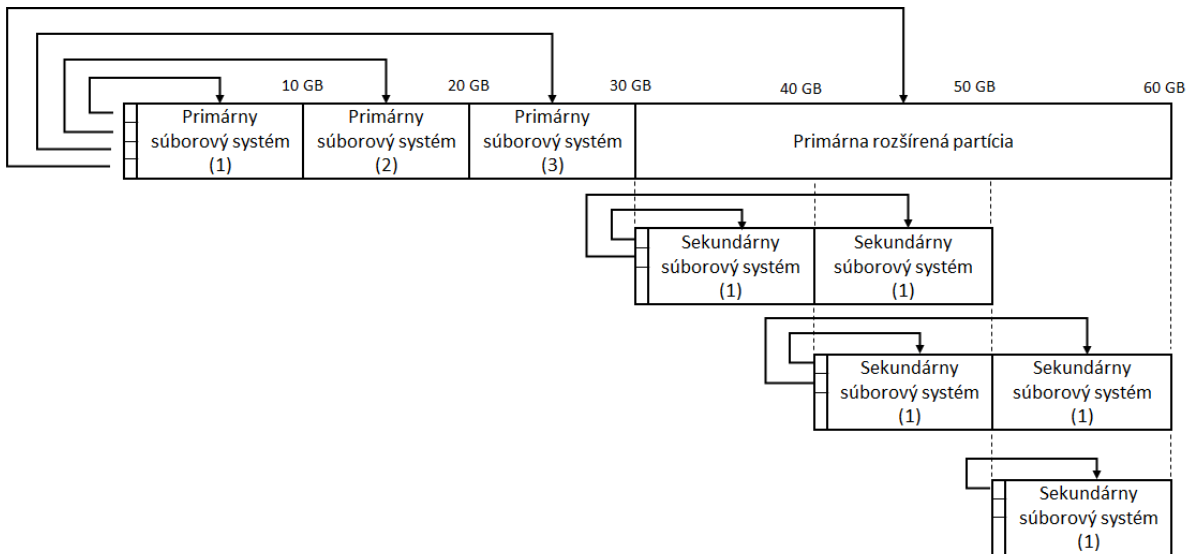 10 GB
20 GB
30 GB
40 GB
50 GB
60 GB
Primárny
súborový systém
(1)
Primárny
súborový systém
(2)
Primárny
súborový systém
(3)
Primárna rozšírená partícia
Sekundárny
súborový systém
(1)
Sekundárny
súborový systém
(1)
Sekundárny
súborový systém
(1)
Sekundárny
súborový systém
(1)
Sekundárny
súborový systém
(1)